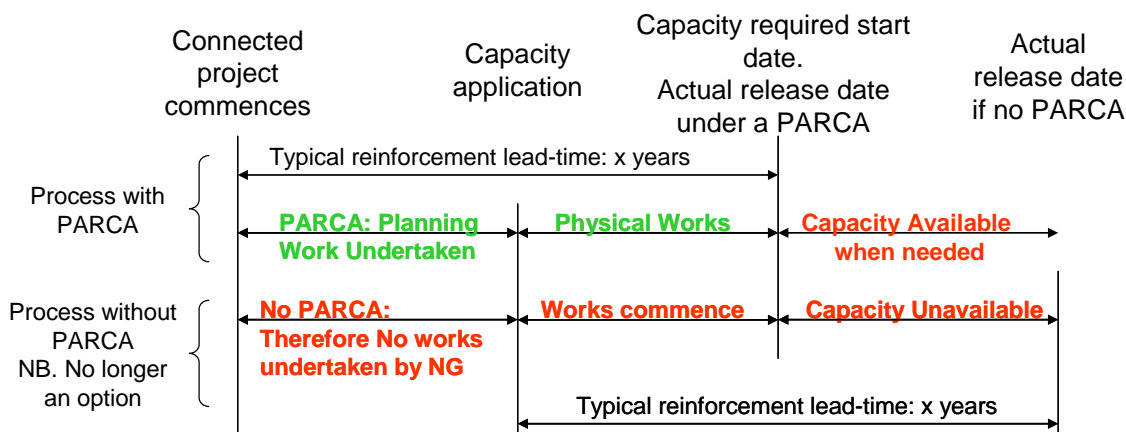 Connected
project
commences
Capacity
application
Capacity required start
date.
Actual release date
under a PARCA
Actual
release date
if no PARCA
Typical reinforcement lead-time: x years
Process with
PARCA
PARCA: Planning
Work Undertaken
Physical Works
Capacity Available
when needed
Process without
PARCA
NB. No longer
an option
No PARCA:
Therefore No works
undertaken by NG
Works commence
Capacity Unavailable
Typical reinforcement lead-time: x years